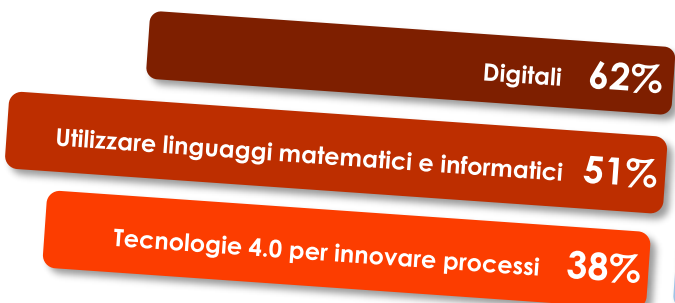 Digitali 62%
Utilizzare linguaggi matematici e informatici 51%
Tecnologie 4.0 per innovare processi 38%